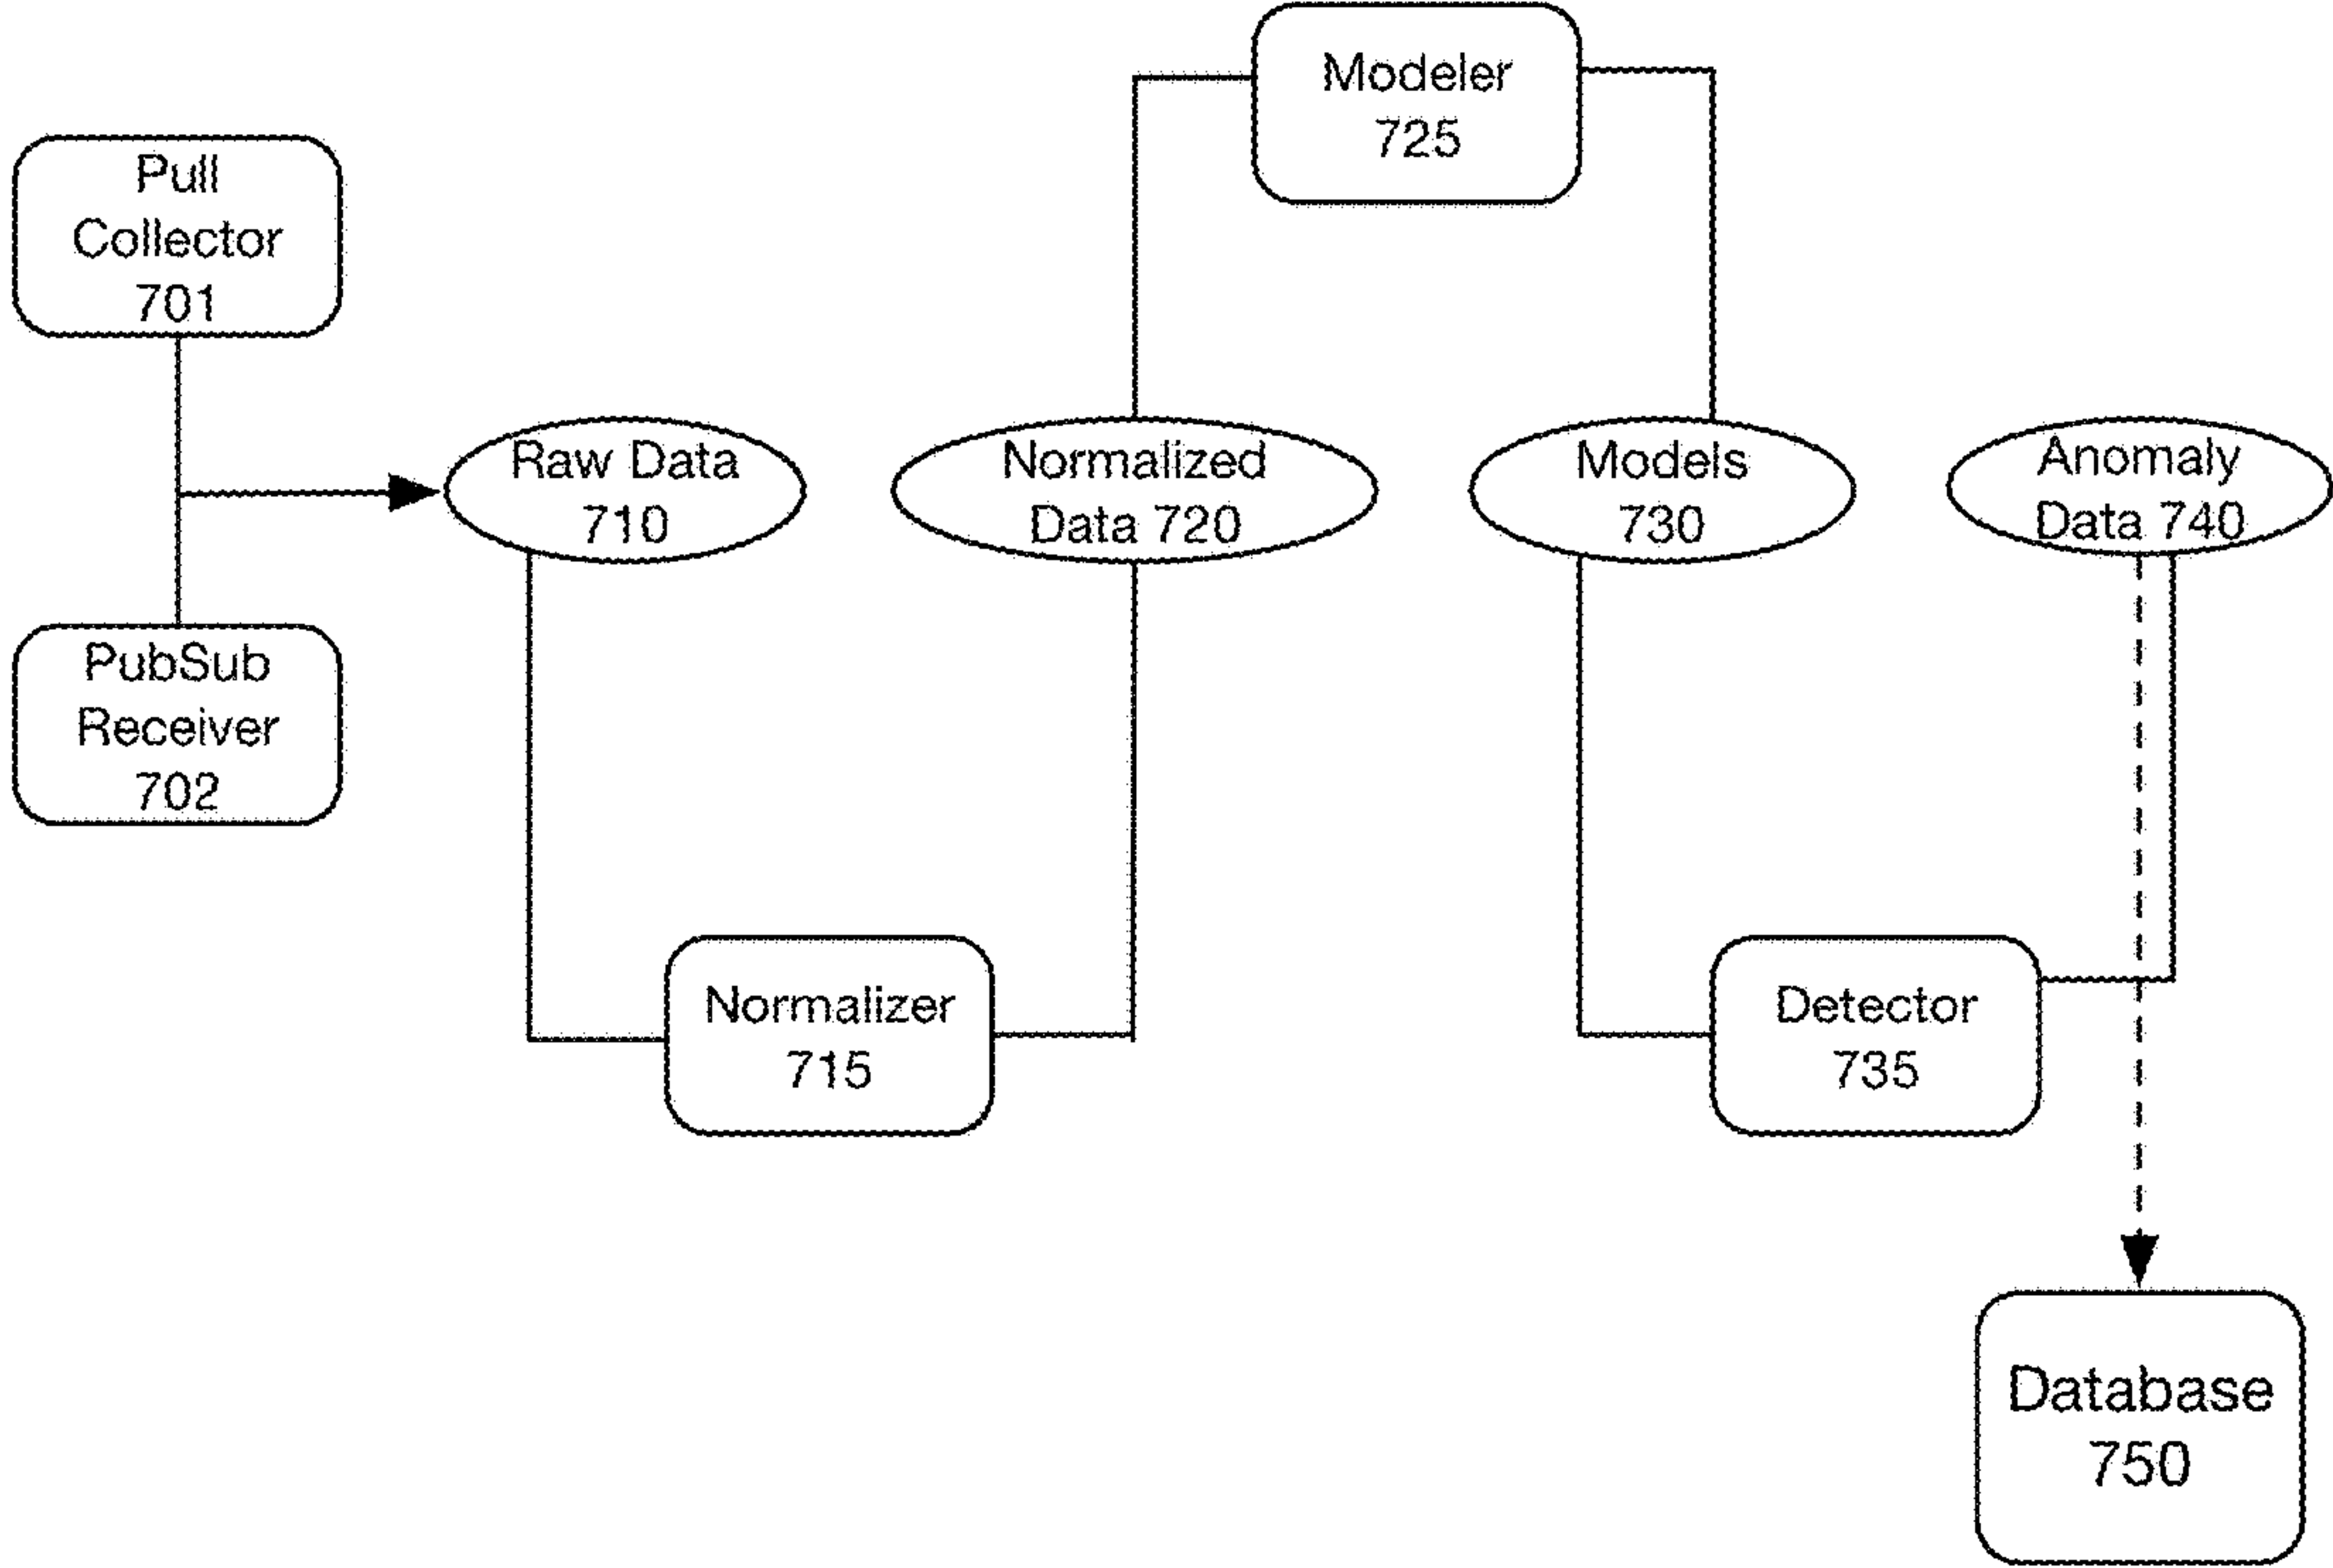 Modeler
725
Pull
Collector
701
PubSub
Receiver
702
Raw Data
710
Normalized
Data 720
Models
730
Anomaly
Data 740
Normalizer
715
Detector
735
Database
750